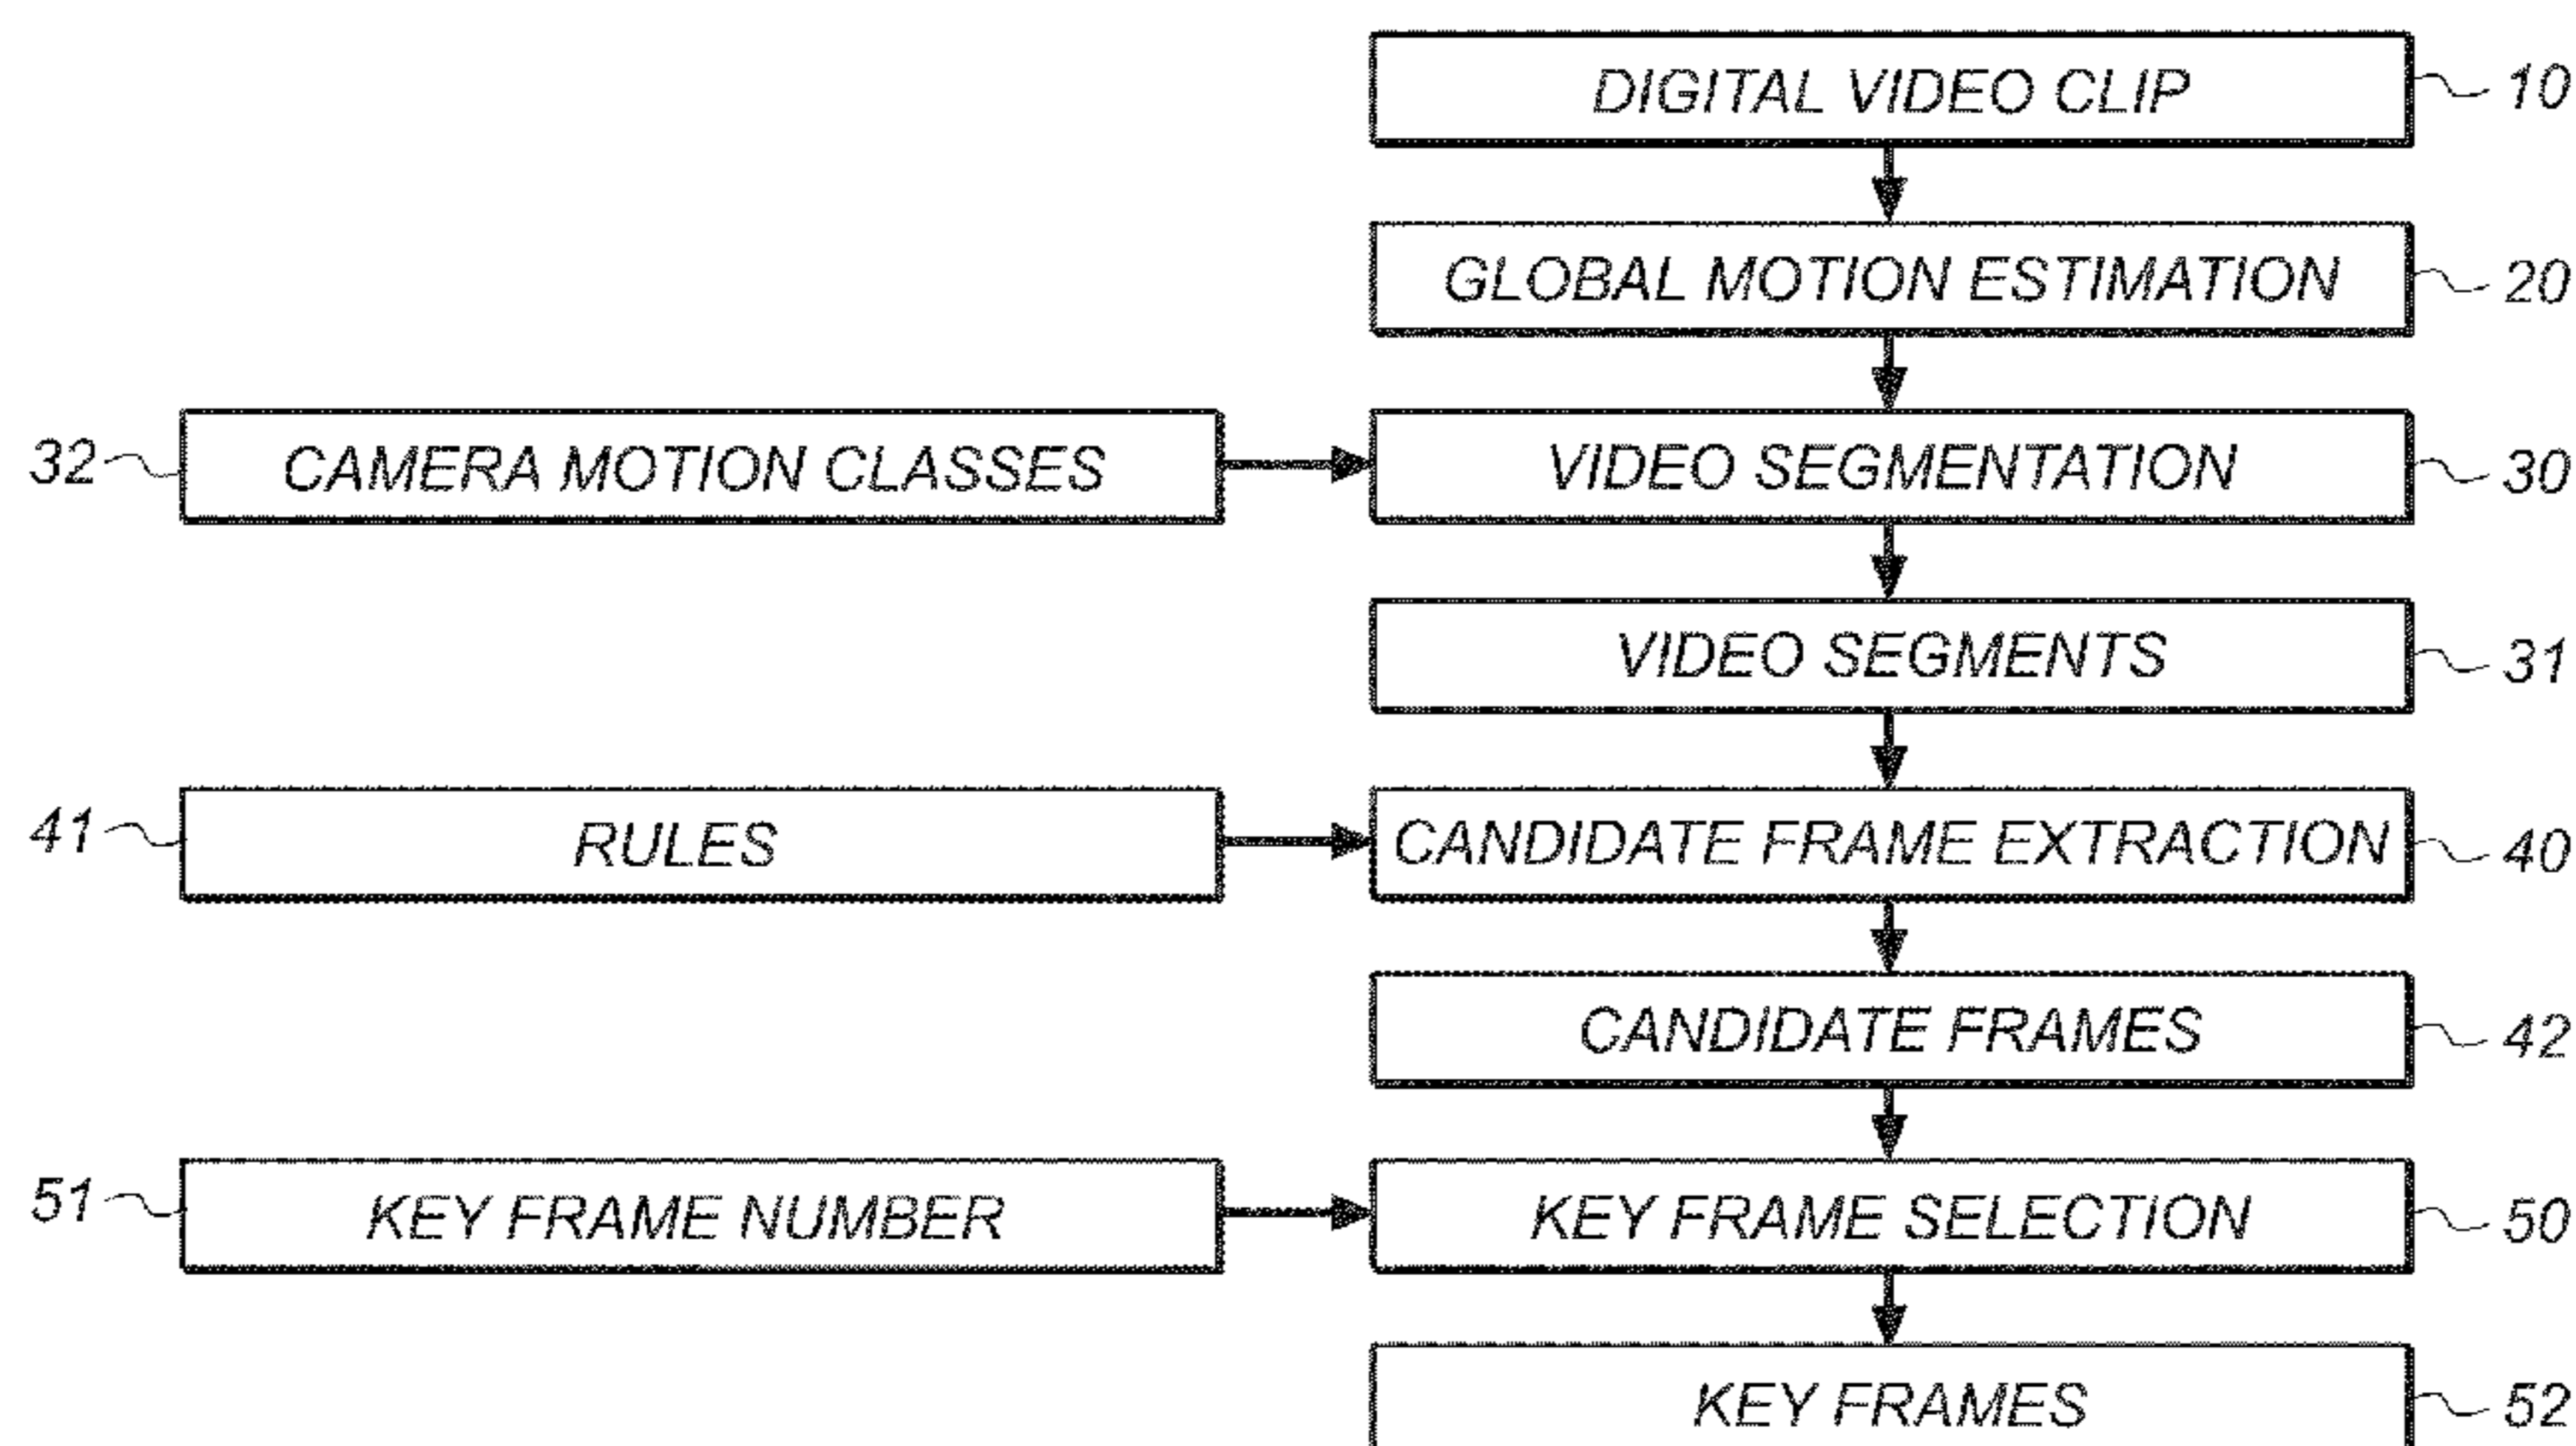 DIGITAL VIDEO CLIP 10
GLOBAL MOTION ESTIMATION 20
32 CAMERA MOTION CLASSES VIDEO SEGMENTATION 30
VIDEO SEGMENTS 31
41 RULES CANDIDATE FRAME EXTRACTION 40
CANDIDATE FRAMES 42
51 KEY FRAME NUMBER KEY FRAME SELECTION 50
KEY FRAMES 52